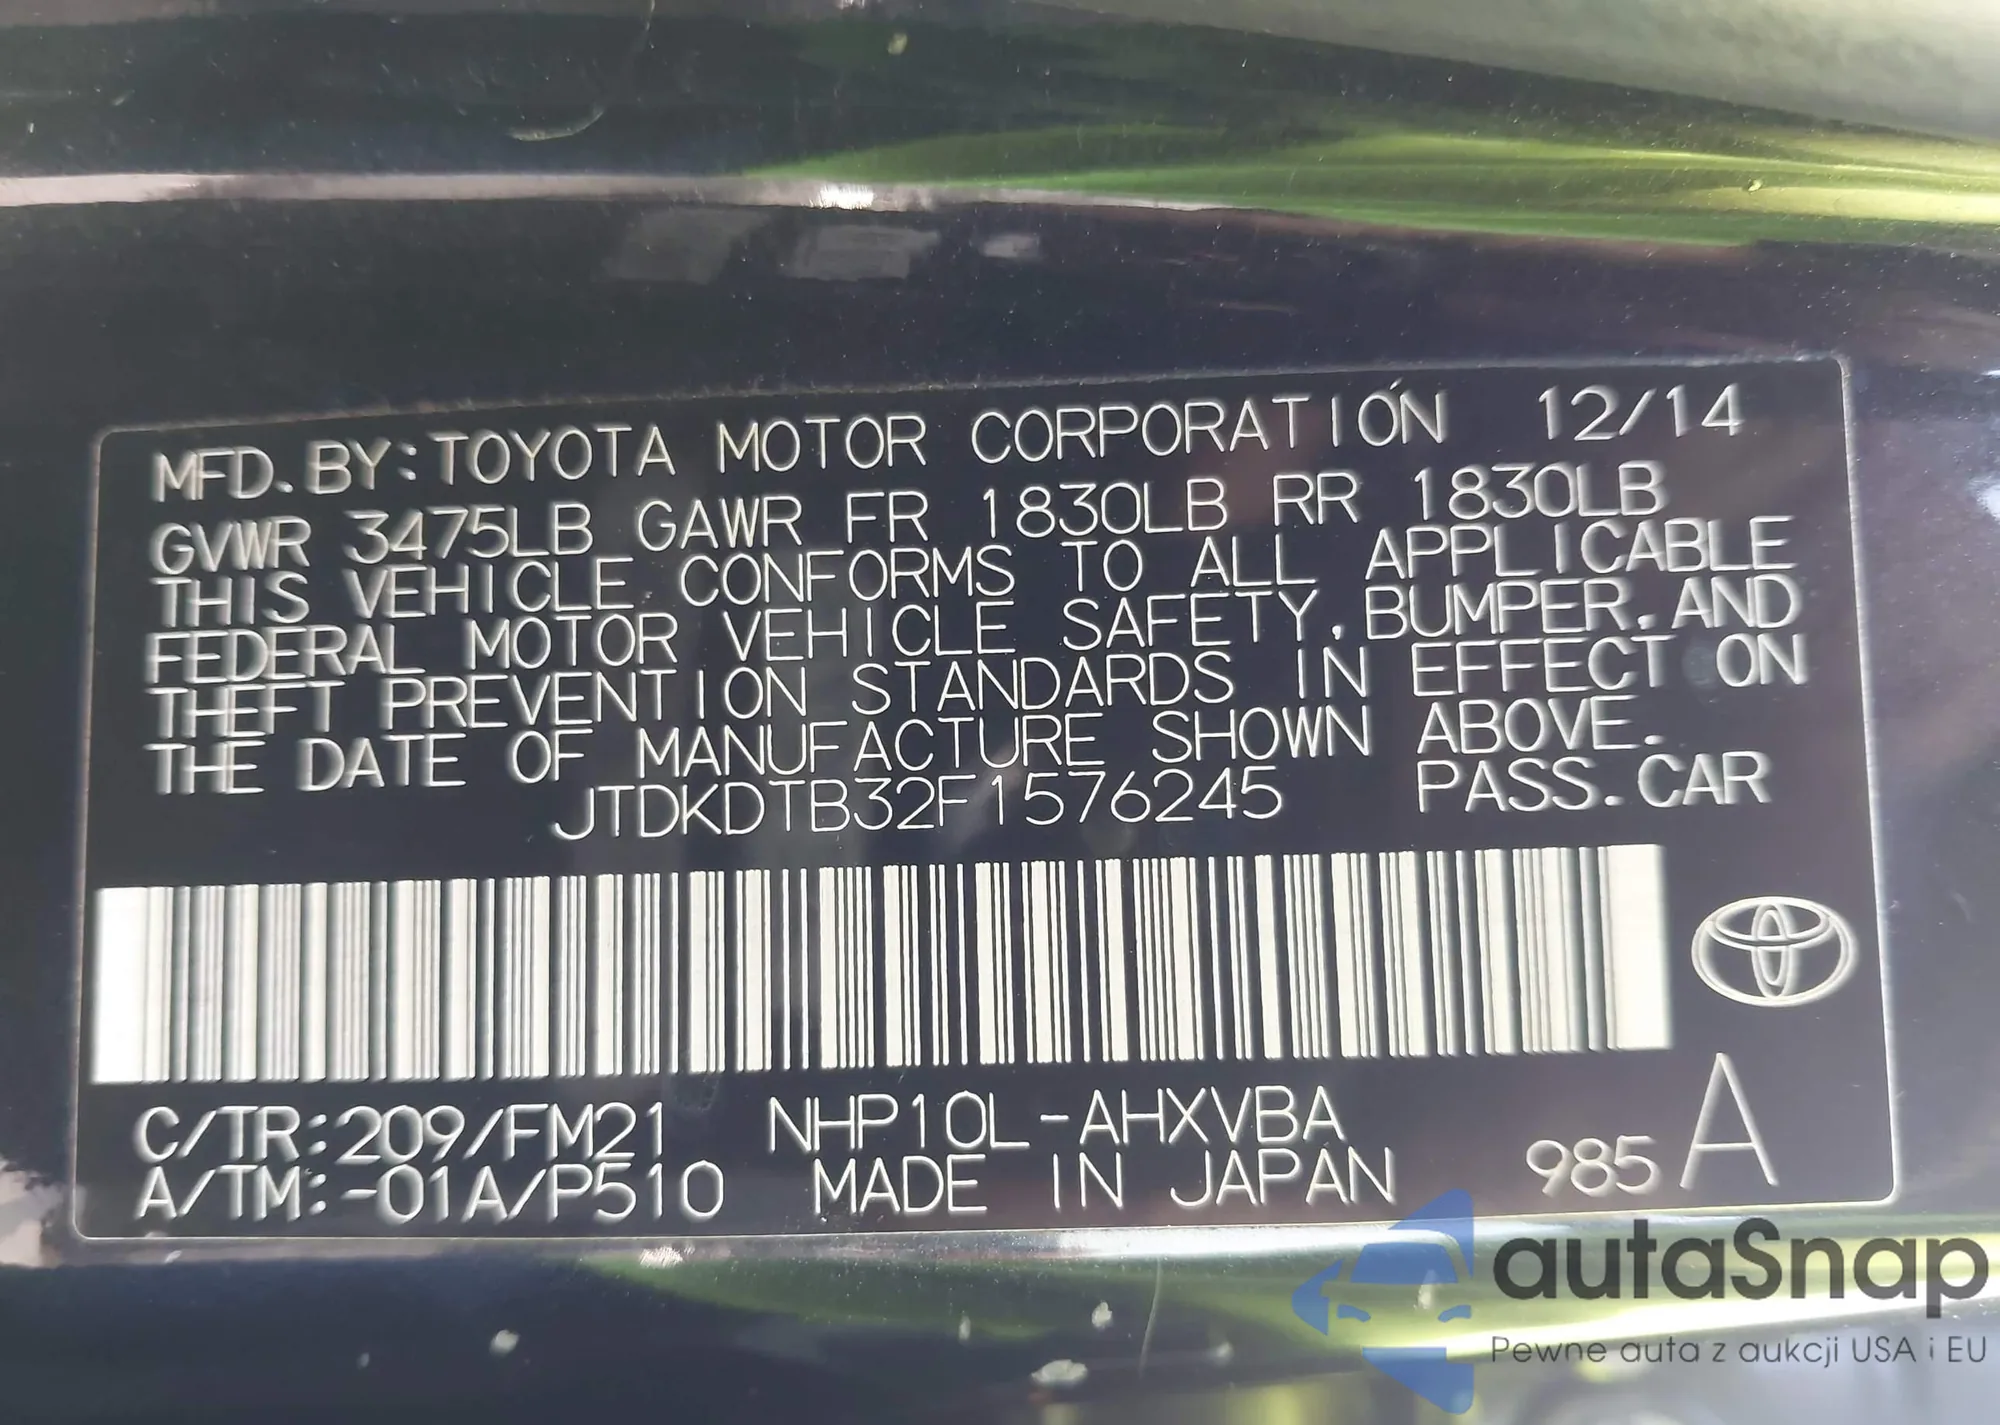 MFD. BY: TOYOTA MOTOR CORPORATION 12/14
GVWR 3475LB GAWR FR 1830LB RR 1830LB
THIS VEHICLE CONFORMS TO ALL APPLICABLE
FEDERAL MOTOR VEHICLE SAFETY, BUMPER, AND
THEFT PREVENTION STANDARDS IN EFFECT ON
THE DATE OF MANUFACTURE SHOWN ABOVE.
JTDKDTB32F1576245 PASS. CAR
C/TR:209/FM21 NHP10L-AHXVBA
A/TM:-01A/P510 MADE IN JAPAN 985 A
autaSnap
Pewne auta z aukcji USA i EU